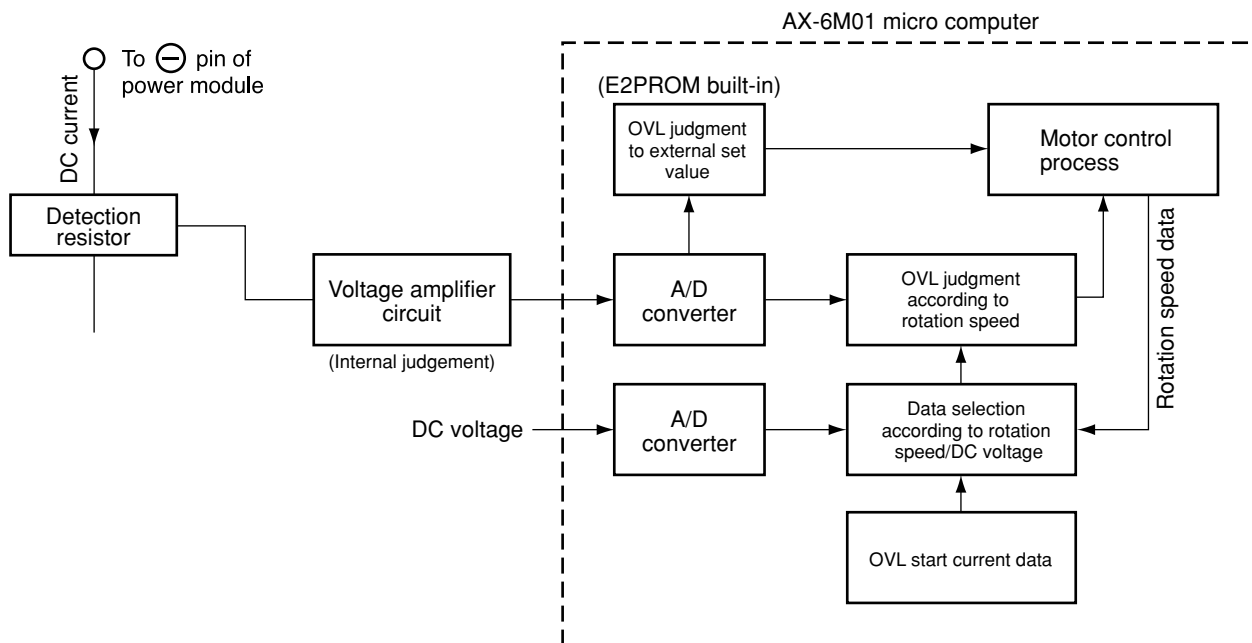 AX-6M01 micro computer
To ⊖ pin of
power module
DC current
Detection
resistor
Voltage amplifier
circuit
(Internal judgement)
(E2PROM built-in)
OVL judgment
to external set
value
Motor control
process
A/D
converter
OVL judgment
according to
rotation speed
Rotation speed data
DC voltage
A/D
converter
Data selection
according to rotation
speed/DC voltage
OVL start current data